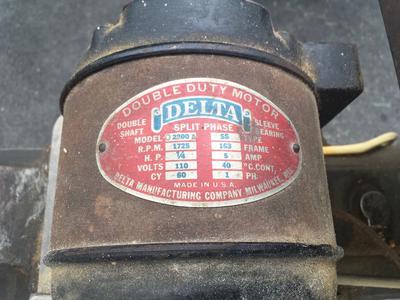 DOUBLE DUTY MOTOR
DELTA
DOUBLE SHAFT
SPLIT PHASE
SLEEVE BEARING
MODEL 2200 SS TYPE
R.P.M. 1725 163 FRAME
H.P. 1/4 5 AMP
VOLTS 110 40 °C.CONT.
CY 60 1 PH
MADE IN U.S.A.
DELTA MANUFACTURING COMPANY MILWAUKEE, WIS.